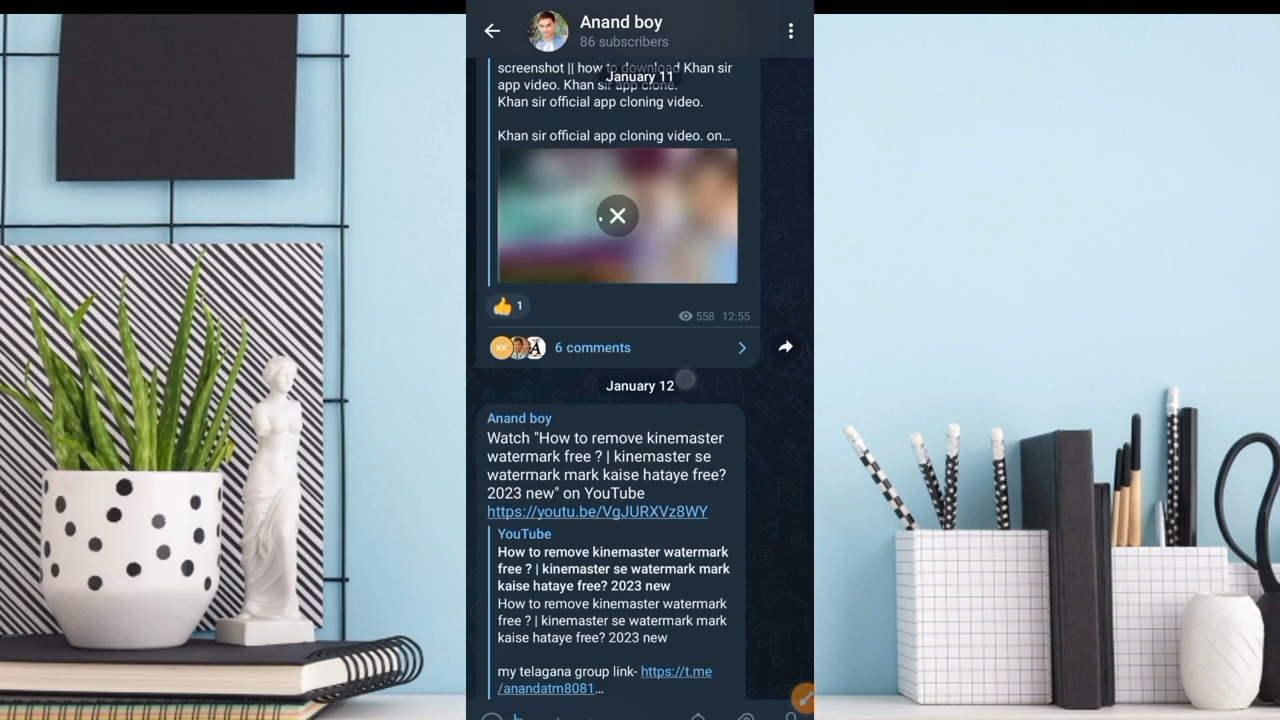 Anand boy
86 subscribers
screenshot || how to download Khan sir
January 11
app video. Khan sir app clone.
Khan sir official app cloning video.
Khan sir official app cloning video. on…
👍 1
558 12:55
KK
6 comments
January 12
Anand boy
Watch "How to remove kinemaster
watermark free ? | kinemaster se
watermark mark kaise hataye free?
2023 new" on YouTube
https://youtu.be/VgJURXVz8WY
YouTube
How to remove kinemaster watermark
free ? | kinemaster se watermark mark
kaise hataye free? 2023 new
How to remove kinemaster watermark
free ? | kinemaster se watermark mark
kaise hataye free? 2023 new
my telagana group link- https://t.me
/anandatm8081…